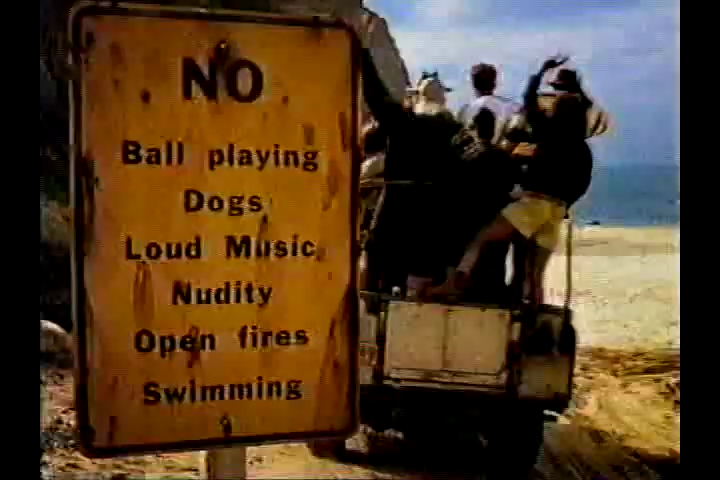 NO
Ball playing
Dogs
Loud Music
Nudity
Open fires
Swimming